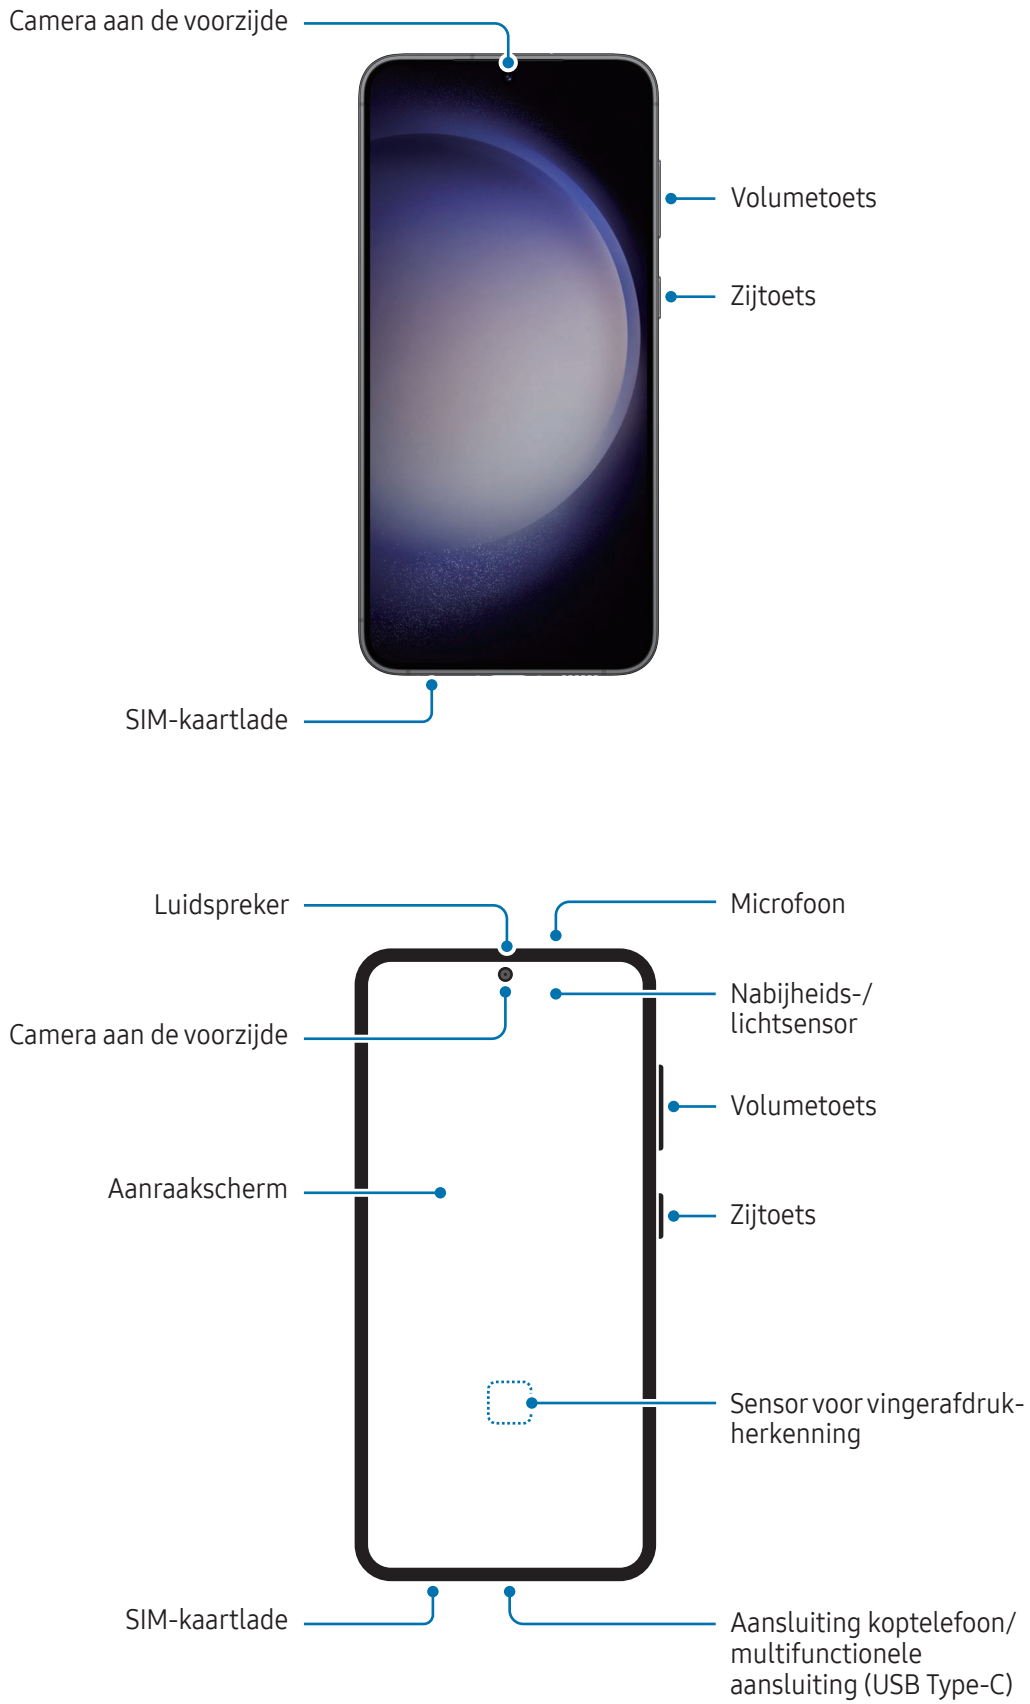 Camera aan de voorzijde
Volumetoets
Zijtoets
SIM-kaartlade
Luidspreker
Microfoon
Nabijheids-/
lichtsensor
Camera aan de voorzijde
Volumetoets
Aanraakscherm
Zijtoets
Sensor voor vingerafdruk-
herkenning
SIM-kaartlade
Aansluiting koptelefoon/
multifunctionele
aansluiting (USB Type-C)